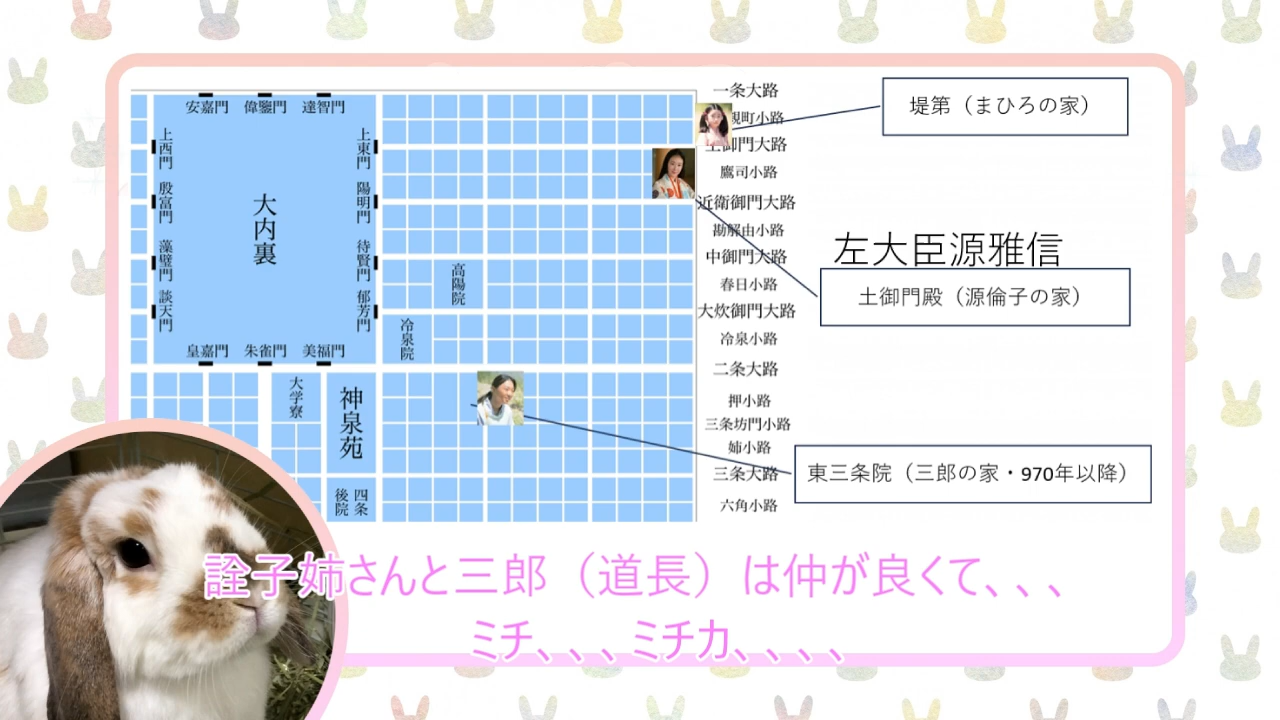 安嘉門 偉鑒門 達智門
上西門
殷富門
藻壁門
談天門
大内裏
上東門
陽明門
待賢門
郁芳門
皇嘉門 朱雀門 美福門
高陽院
冷泉院
大学寮
神泉苑
四条
後院
一条大路
町小路
土御門大路
鷹司小路
近衛御門大路
勘解由小路
中御門大路
春日小路
大炊御門大路
冷泉小路
二条大路
押小路
三条坊門小路
姉小路
三条大路
六角小路
堤第（まひろの家）
左大臣源雅信
土御門殿（源倫子の家）
東三条院（三郎の家・970年以降）
詮子姉さんと三郎（道長）は仲が良くて、、、
ミチ、、、ミチカ、、、、